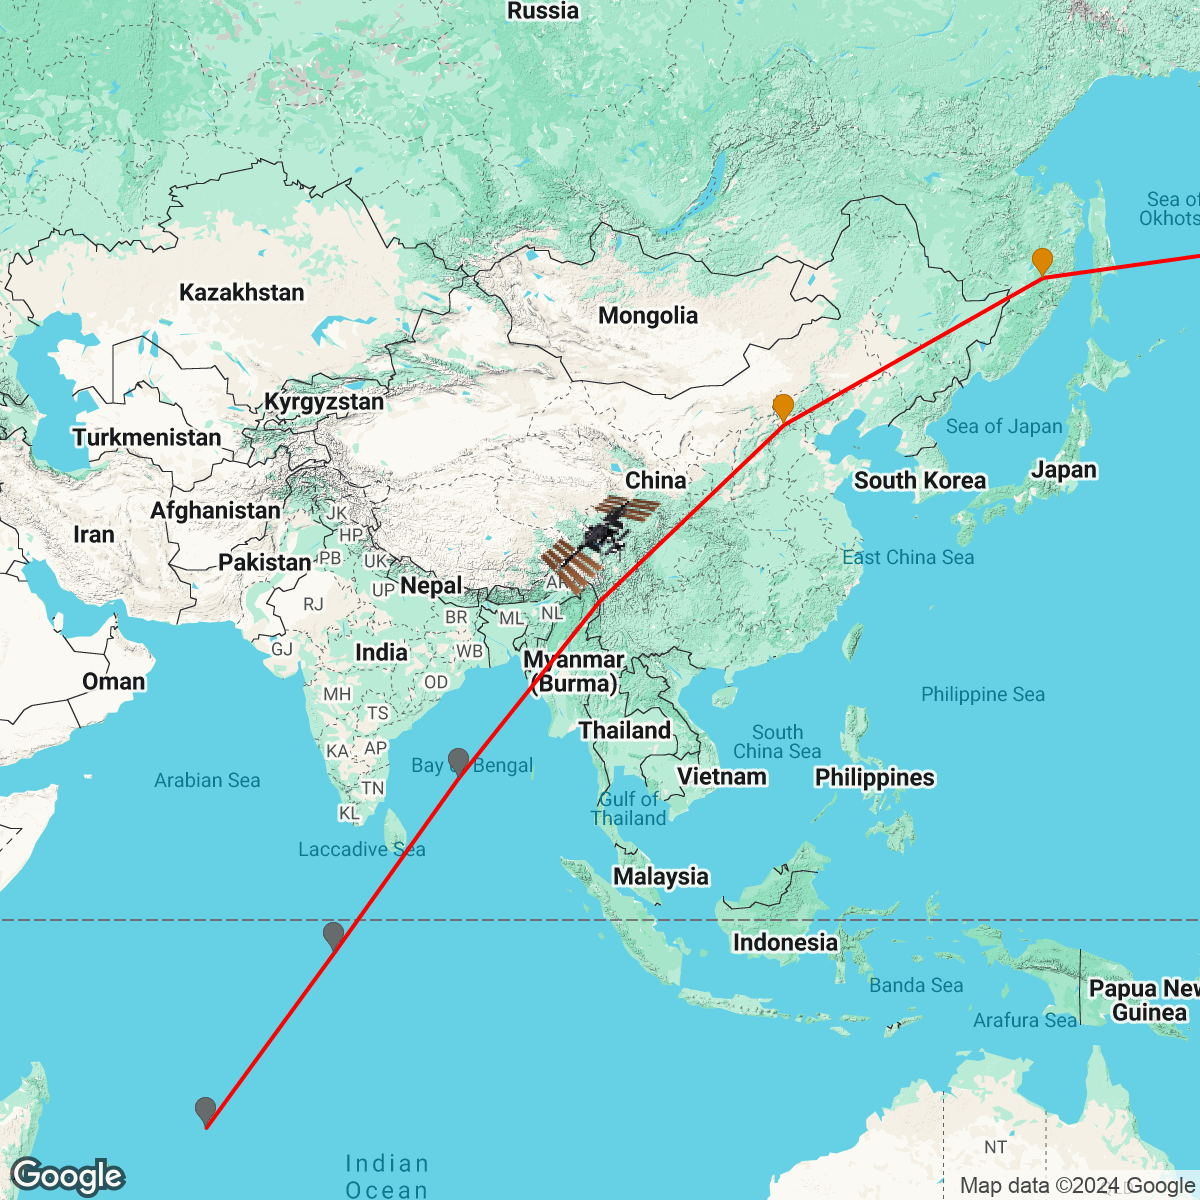 Russia
Sea of
Okhots
Kazakhstan
Mongolia
Kyrgyzstan
Turkmenistan
Sea of Japan
Japan
South Korea
China
Afghanistan
JK
Iran
HP
PB
UK
Pakistan
UP
Nepal
AR
East China Sea
RJ
BR
ML
NL
GJ
India
WB
Myanmar
(Burma)
Oman
OD
MH
Philippine Sea
TS
Thailand
South
China Sea
KA
AP
Bay of Bengal
Arabian Sea
Vietnam
Philippines
TN
KL
Gulf of
Thailand
Laccadive Sea
Malaysia
Indonesia
Banda Sea
Papua New
Guinea
Arafura Sea
NT
Indian
Ocean
Google
Map data ©2024 Google